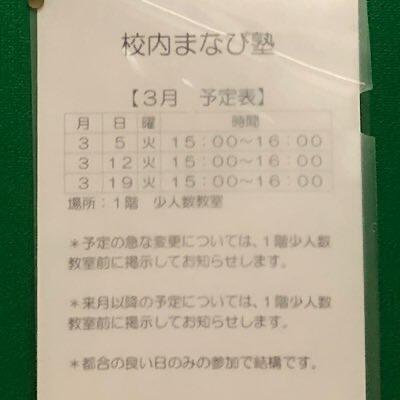 校内まなび塾
【３月　予定表】
月 日 曜 時間
3 5 火 15：00～16：00
3 12 火 15：00～16：00
3 19 火 15：00～16：00
場所：１階　少人数教室
＊予定の急な変更については、１階少人数
教室前に掲示してお知らせします。
＊来月以降の予定については、１階少人数
教室前に掲示してお知らせします。
＊都合の良い日のみの参加で結構です。